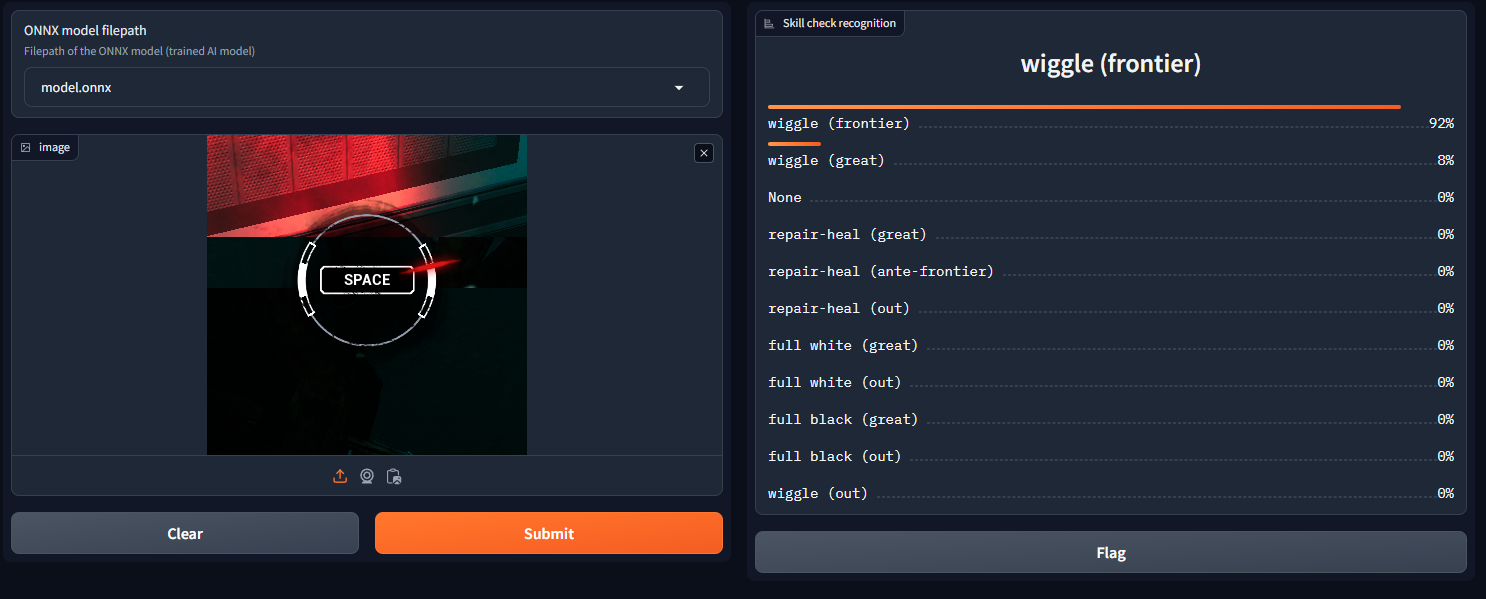 ONNX model filepath
Filepath of the ONNX model (trained AI model)
model.onnx
image
SPACE
Clear
Submit
Skill check recognition
wiggle (frontier)
wiggle (frontier) 92%
wiggle (great) 8%
None 0%
repair-heal (great) 0%
repair-heal (ante-frontier) 0%
repair-heal (out) 0%
full white (great) 0%
full white (out) 0%
full black (great) 0%
full black (out) 0%
wiggle (out) 0%
Flag